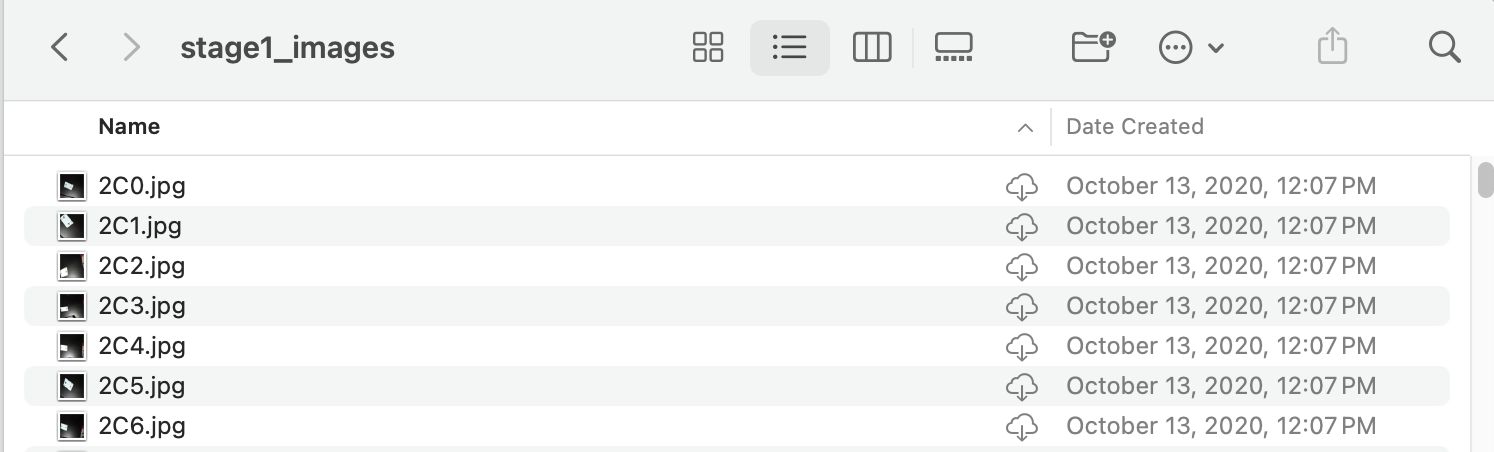 stage1_images
Name Date Created
2C0.jpg October 13, 2020, 12:07 PM
2C1.jpg October 13, 2020, 12:07 PM
2C2.jpg October 13, 2020, 12:07 PM
2C3.jpg October 13, 2020, 12:07 PM
2C4.jpg October 13, 2020, 12:07 PM
2C5.jpg October 13, 2020, 12:07 PM
2C6.jpg October 13, 2020, 12:07 PM